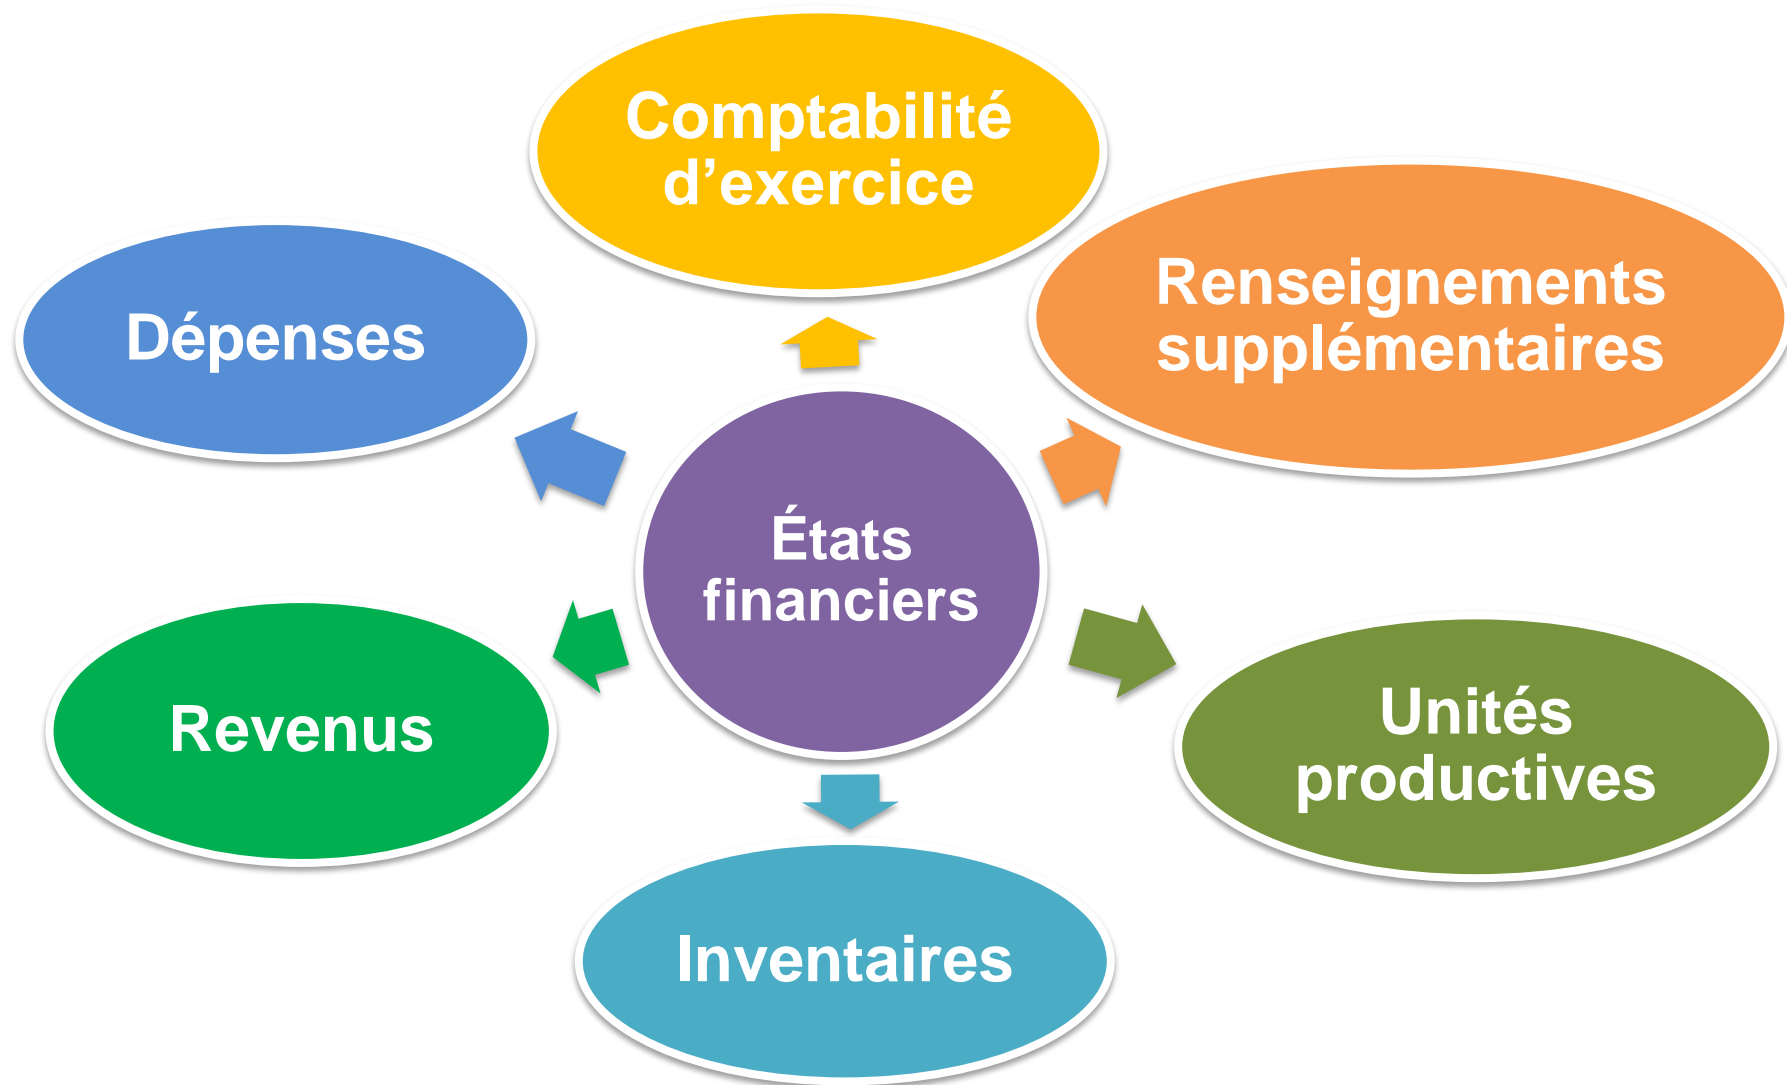 Comptabilité
d’exercice
Renseignements
supplémentaires
Dépenses
États
financiers
Unités
productives
Revenus
Inventaires